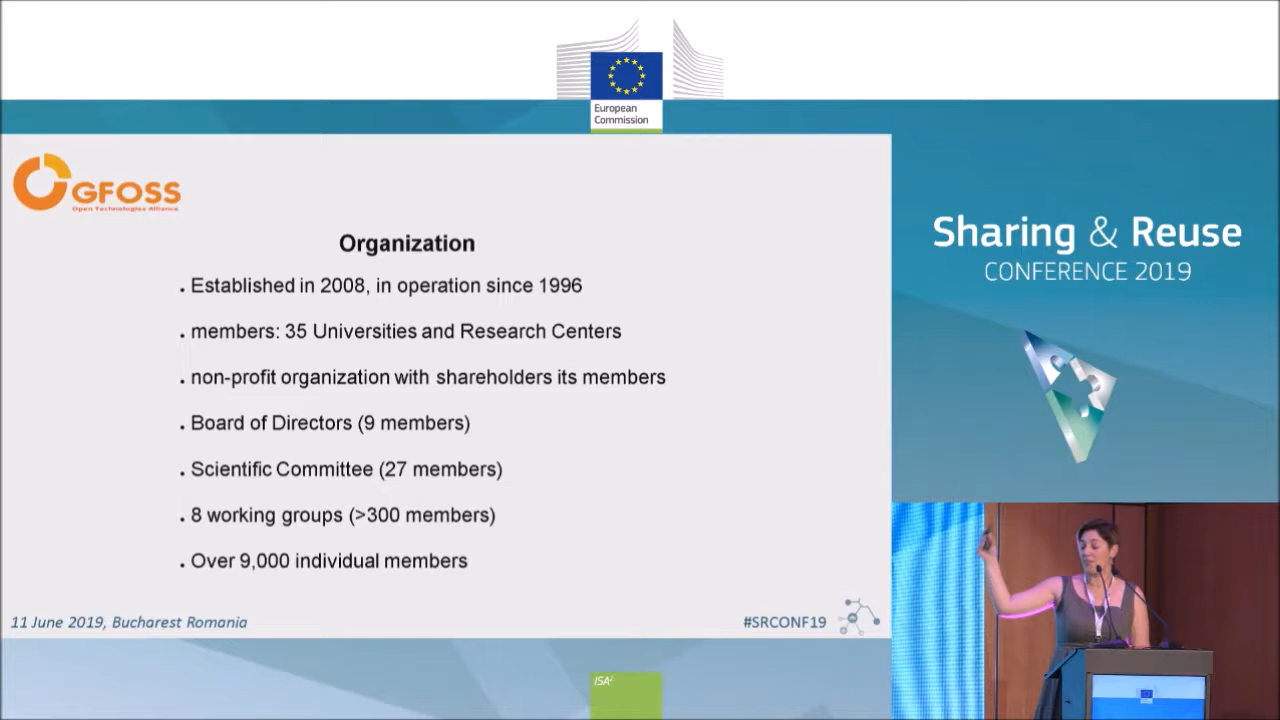 European
Commission
GFOSS
Open Technologies Alliance
Organization
. Established in 2008, in operation since 1996
. members: 35 Universities and Research Centers
. non-profit organization with shareholders its members
. Board of Directors (9 members)
. Scientific Committee (27 members)
. 8 working groups (>300 members)
. Over 9,000 individual members
11 June 2019, Bucharest Romania
#SRCONF19
Sharing & Reuse
CONFERENCE 2019
ISA²